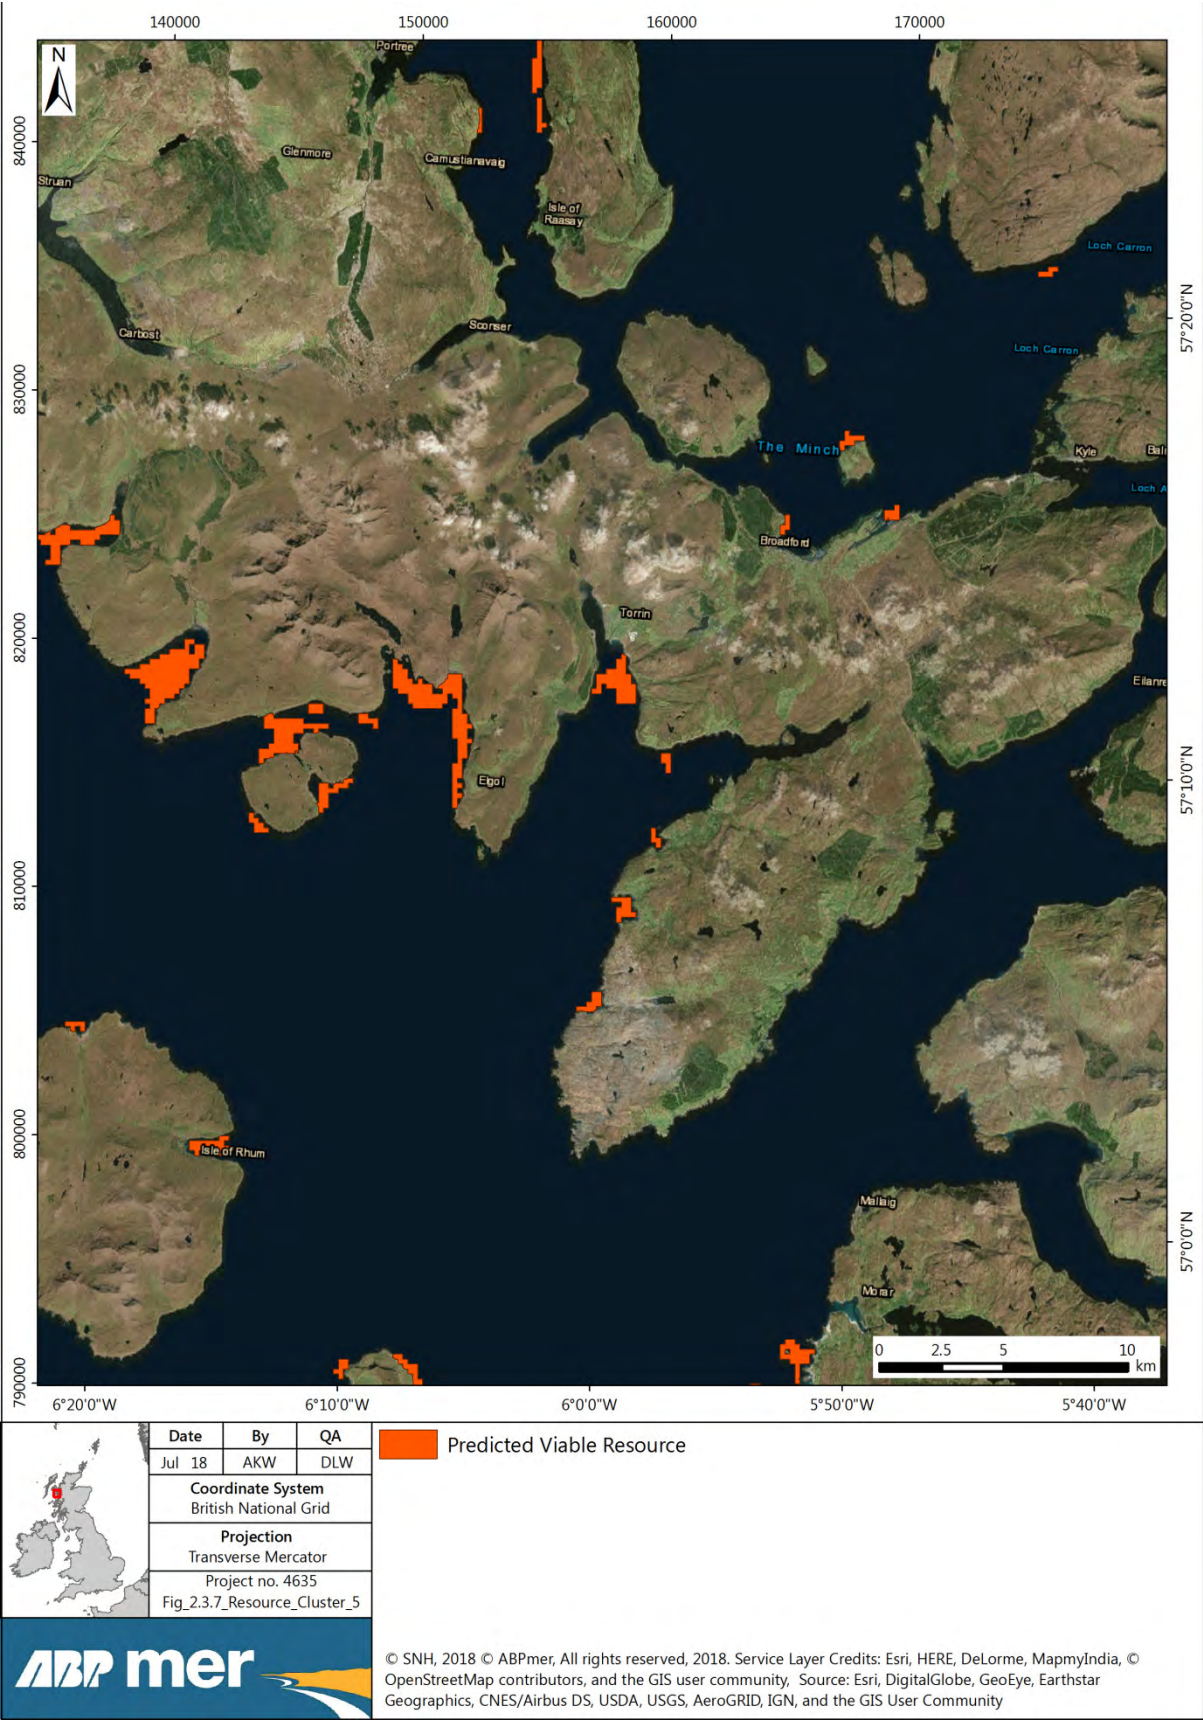 140000 150000 160000 170000
N
Portree
840000
Glenmore
Camustianavaig
Struan
Isle of
Raasay
Loch Carron
57°20'0"N
Sconser
Carbost
Loch Carron
830000
The Minch
Kyle
Bal
Loch A
Broadford
Torrin
820000
Eilanre
57°10'0"N
Elgol
810000
800000
Isle of Rhum
Mallaig
57°0'0"N
Morar
0 2.5 5 10
km
790000
6°20'0"W 6°10'0"W 6°0'0"W 5°50'0"W 5°40'0"W
Date By QA
Jul 18 AKW DLW
Coordinate System
British National Grid
Projection
Transverse Mercator
Project no. 4635
Fig_2.3.7_Resource_Cluster_5
Predicted Viable Resource
ABP mer
© SNH, 2018 © ABPmer, All rights reserved, 2018. Service Layer Credits: Esri, HERE, DeLorme, MapmyIndia, ©
OpenStreetMap contributors, and the GIS user community, Source: Esri, DigitalGlobe, GeoEye, Earthstar
Geographics, CNES/Airbus DS, USDA, USGS, AeroGRID, IGN, and the GIS User Community